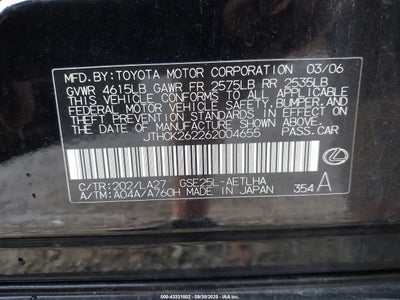 MFD. BY: TOYOTA MOTOR CORPORATION 03/06
GVWR 4615LB GAWR FR 2575LB RR 2535LB
THIS VEHICLE CONFORMS TO ALL APPLICABLE
FEDERAL MOTOR VEHICLE SAFETY, BUMPER, AND
THEFT PREVENTION STANDARDS IN EFFECT ON
THE DATE OF MANUFACTURE SHOWN ABOVE.
JTHCK262262004655 PASS. CAR
C/TR: 202/LA27 GSE25L-AETLHA
A/TM: A04A/A760H MADE IN JAPAN 354 A
000-43331002 - 09/30/2025 - IAA, Inc.